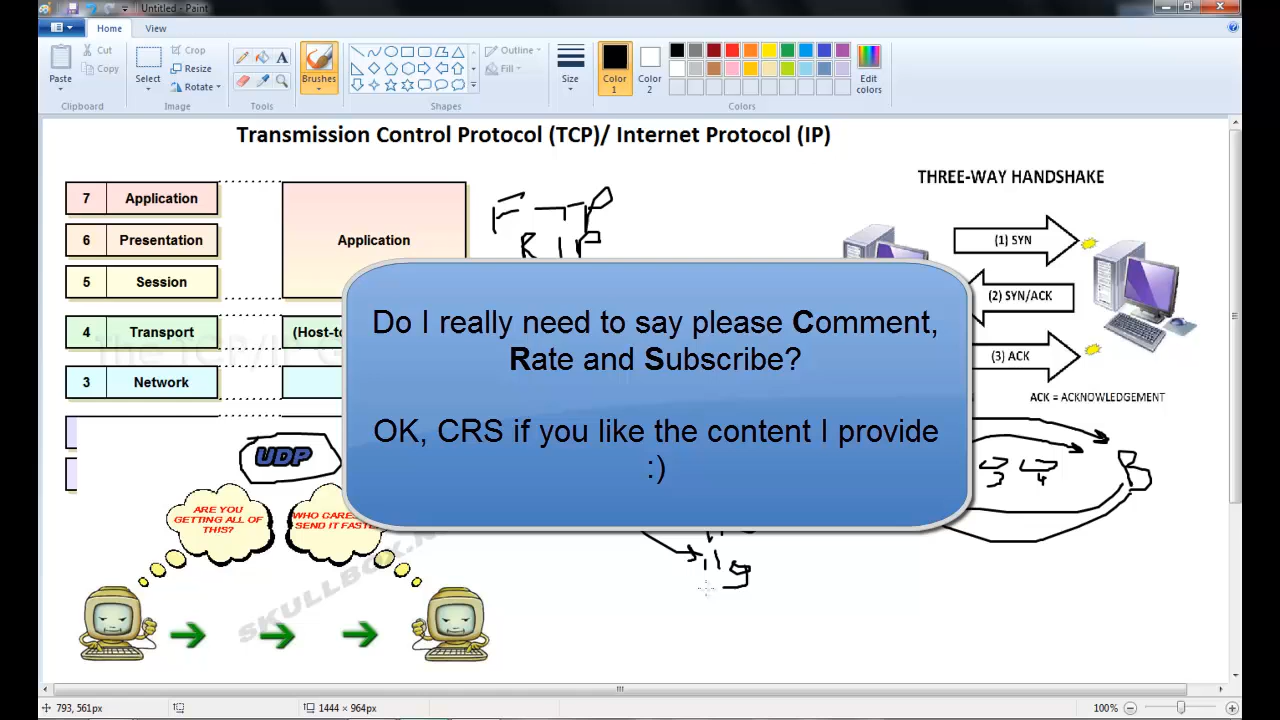 Untitled - Paint
Home
View
Paste
Cut
Copy
Clipboard
Select
Crop
Resize
Rotate
Image
Tools
Brushes
Shapes
Outline
Fill
Size
Color
1
Color
2
Edit
colors
Colors
Transmission Control Protocol (TCP)/ Internet Protocol (IP)
7 Application
6 Presentation
5 Session
4 Transport
3 Network
Application
(Host-to
FTP
THREE-WAY HANDSHAKE
(1) SYN
(2) SYN/ACK
(3) ACK
ACK = ACKNOWLEDGEMENT
Do I really need to say please Comment,
Rate and Subscribe?
OK, CRS if you like the content I provide
:)
UDP
3 4
B
ARE YOU
GETTING ALL OF
THIS?
WHO CARES
SEND IT FASTE
SKULLBOX.N
793, 561px
1444 × 964px
100%